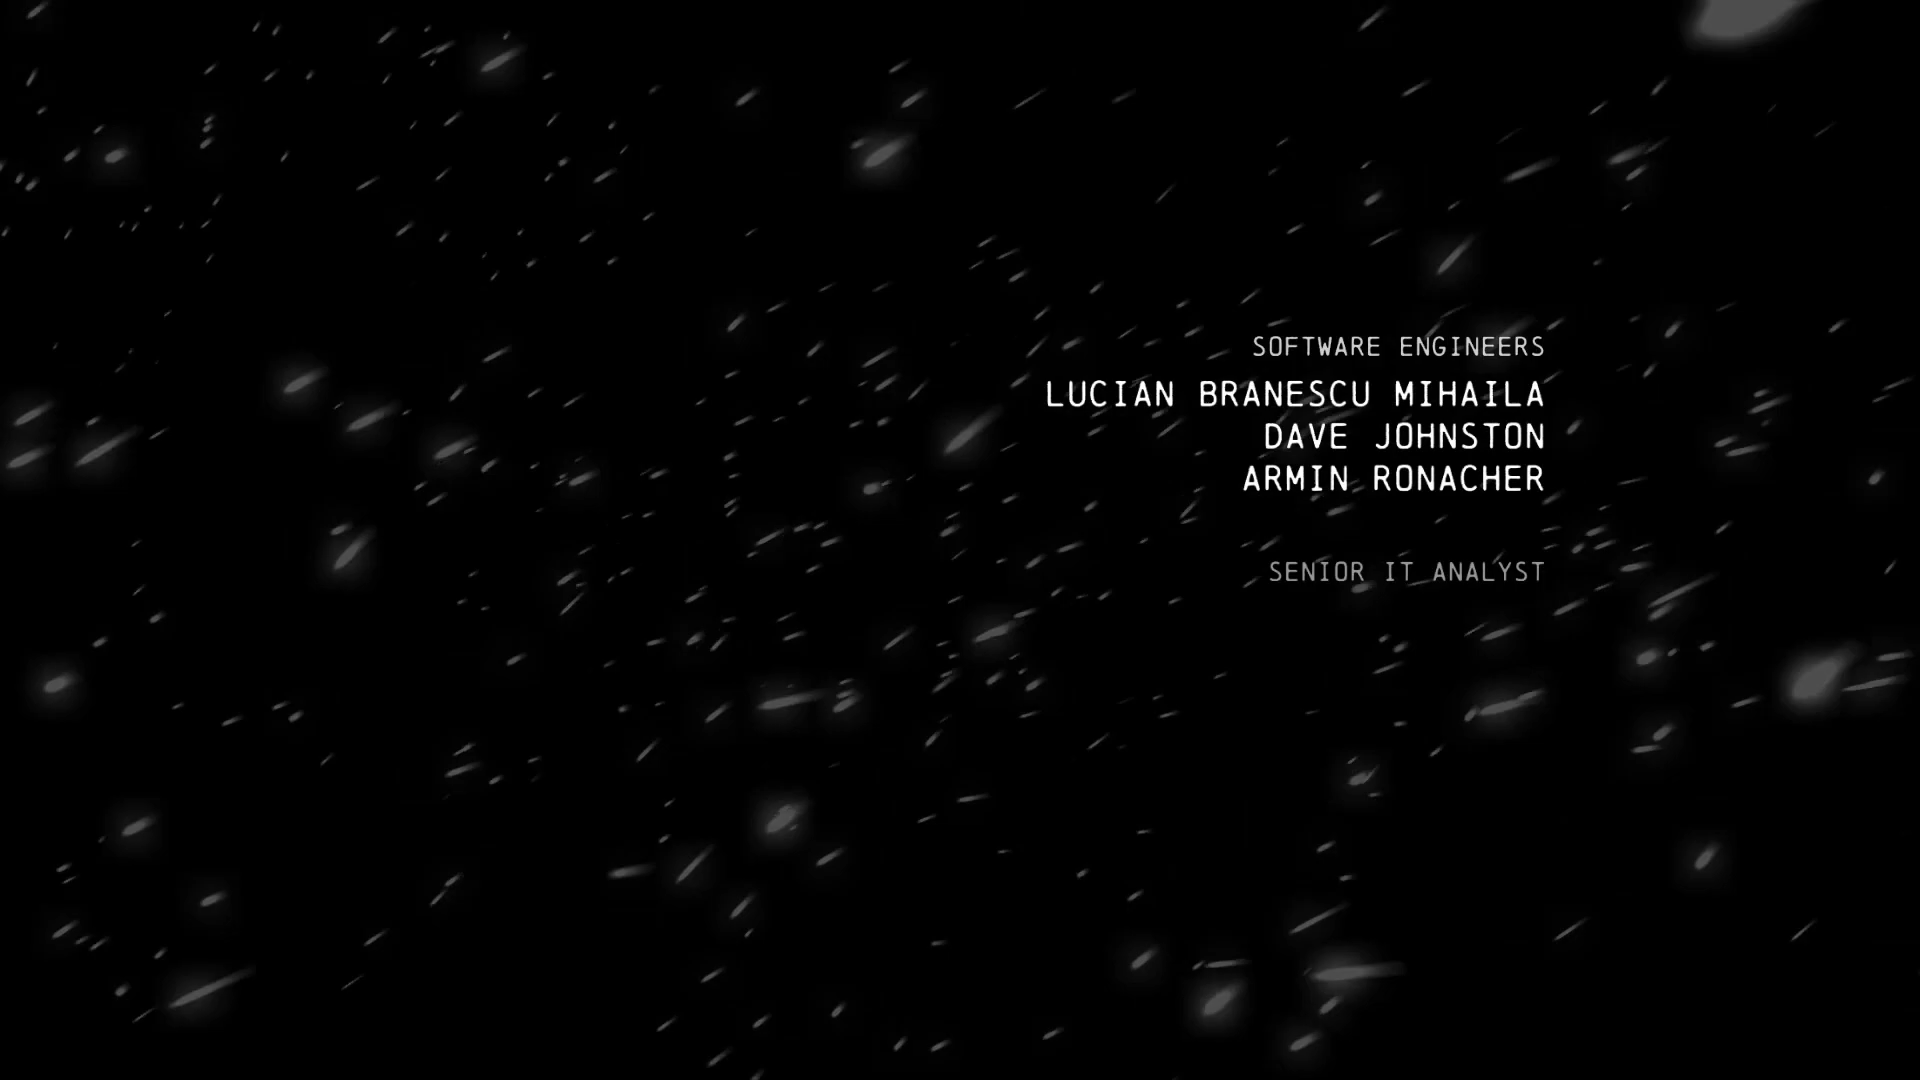 SOFTWARE ENGINEERS
LUCIAN BRANESCU MIHAILA
DAVE JOHNSTON
ARMIN RONACHER
SENIOR IT ANALYST